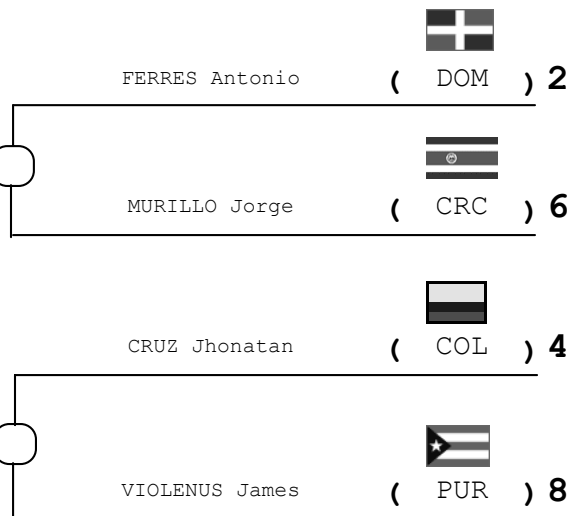 FERRES Antonio ( DOM ) 2
MURILLO Jorge ( CRC ) 6
CRUZ Jhonatan ( COL ) 4
VIOLENUS James ( PUR ) 8